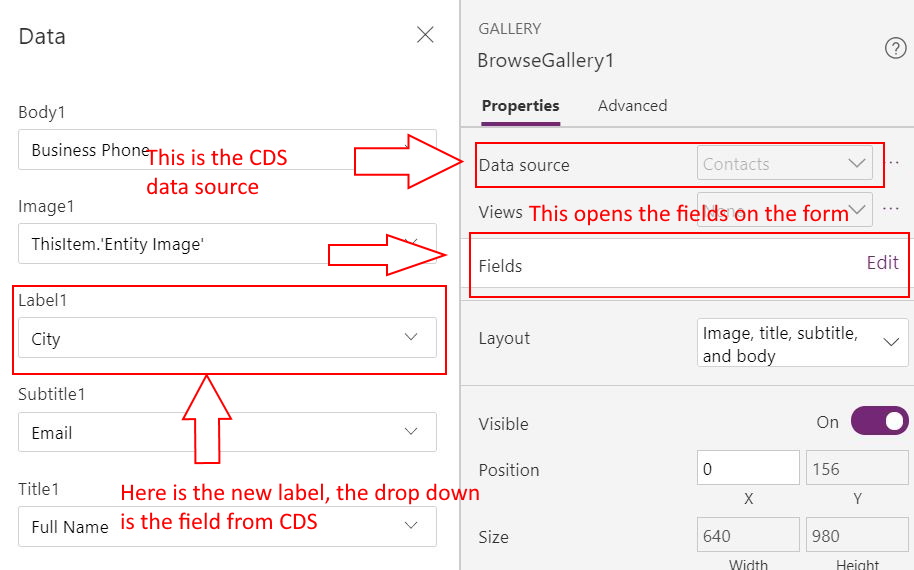 Data
Body1
Business Phone
This is the CDS
data source
Image1
ThisItem.'Entity Image'
Label1
City
Subtitle1
Email
Title1
Here is the new label, the drop down
is the field from CDS
Full Name
GALLERY
BrowseGallery1
?
Properties Advanced
Data source Contacts ...
Views None ...
This opens the fields on the form
Fields Edit
Layout Image, title, subtitle,
and body
Visible On
Position 0 156
X Y
Size 640 980
Width Height